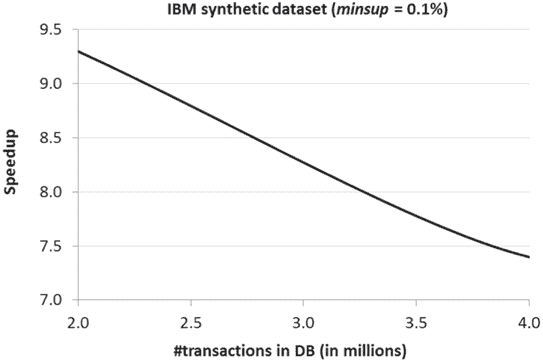 IBM synthetic dataset (minsup = 0.1%)
9.5
9.0
8.5
8.0
7.5
7.0
Speedup
2.0 2.5 3.0 3.5 4.0
#transactions in DB (in millions)